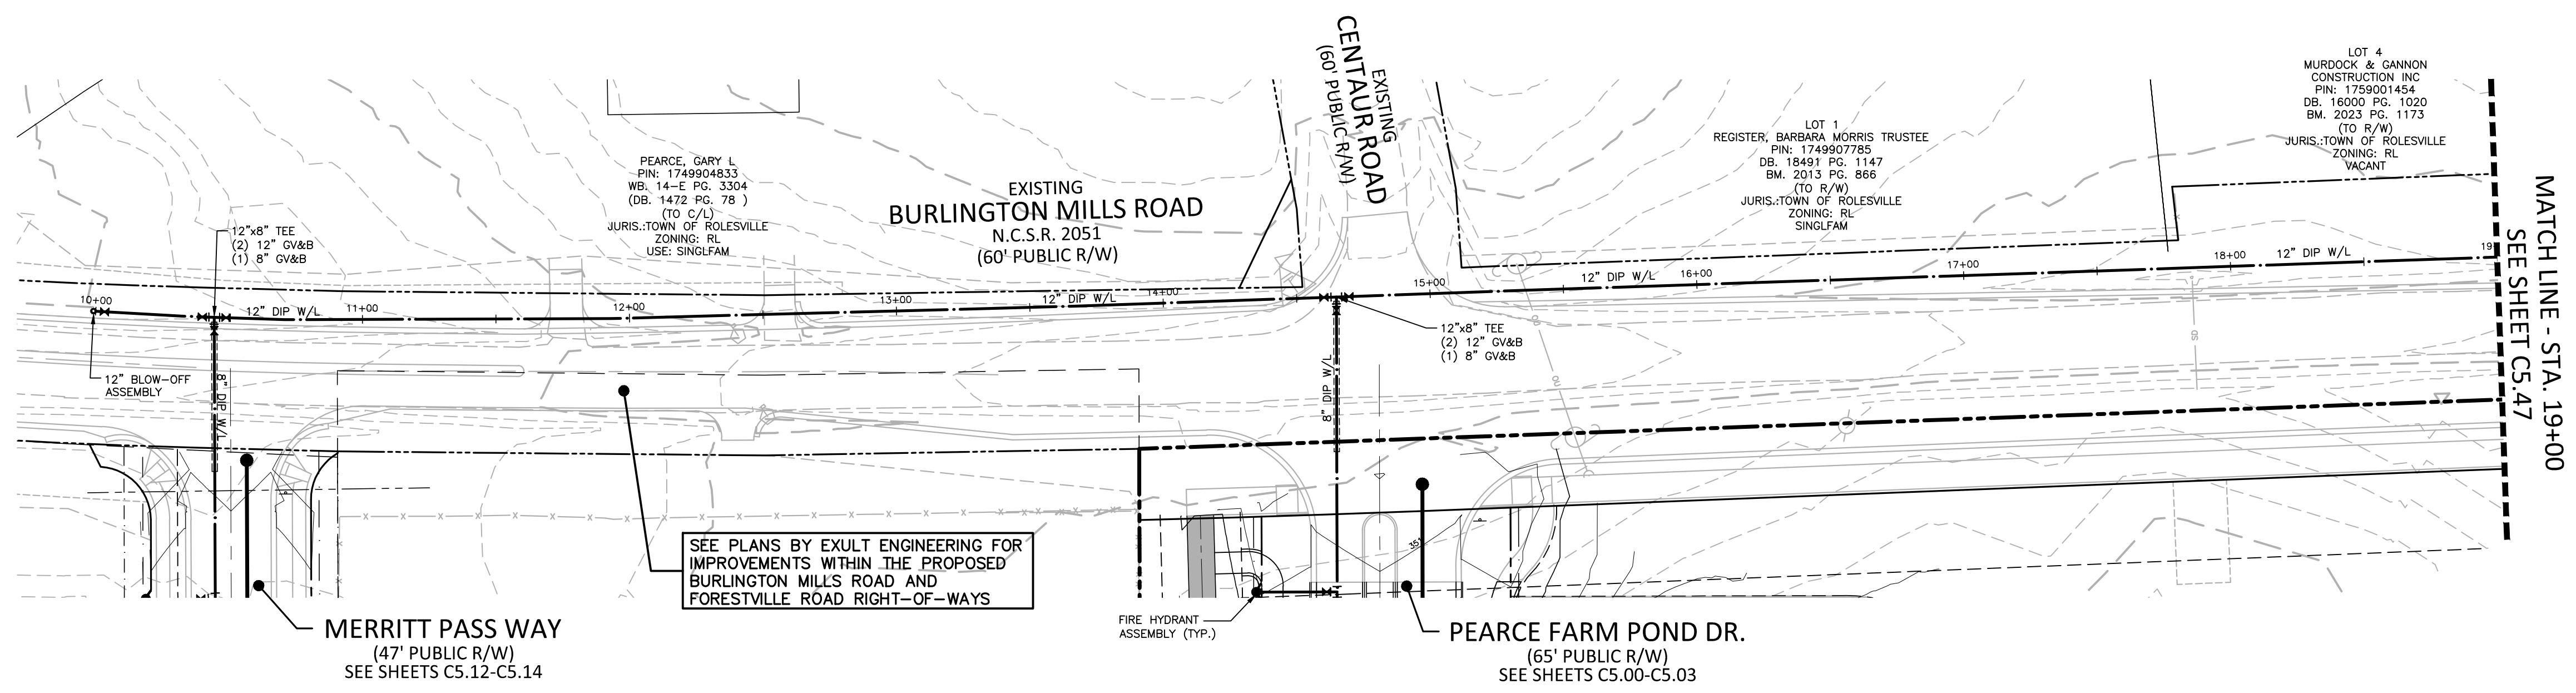 EXISTING
CENTAUR ROAD
(60' PUBLIC R/W)
LOT 4
MURDOCK & GANNON
CONSTRUCTION INC
PIN: 1759001454
DB. 16000 PG. 1020
BM. 2023 PG. 1173
(TO R/W)
JURIS.:TOWN OF ROLESVILLE
ZONING: RL
VACANT
LOT 1
REGISTER, BARBARA MORRIS TRUSTEE
PIN: 1749907785
DB. 18491 PG. 1147
BM. 2013 PG. 866
(TO R/W)
JURIS.:TOWN OF ROLESVILLE
ZONING: RL
SINGLFAM
PEARCE, GARY L
PIN: 1749904833
WB. 14-E PG. 3304
(DB. 1472 PG. 78 )
(TO C/L)
JURIS.:TOWN OF ROLESVILLE
ZONING: RL
USE: SINGLFAM
EXISTING
BURLINGTON MILLS ROAD
N.C.S.R. 2051
(60' PUBLIC R/W)
12"x8" TEE
(2) 12" GV&B
(1) 8" GV&B
10+00
12" DIP W/L
11+00
12+00
13+00
12" DIP W/L
14+00
15+00
12" DIP W/L
16+00
17+00
18+00
12" DIP W/L
19
MATCH LINE - STA. 19+00
SEE SHEET C5.47
12"x8" TEE
(2) 12" GV&B
(1) 8" GV&B
12" BLOW-OFF
ASSEMBLY
8" DIP W/L
8" DIP W/L
SD
35'
SEE PLANS BY EXULT ENGINEERING FOR
IMPROVEMENTS WITHIN THE PROPOSED
BURLINGTON MILLS ROAD AND
FORESTVILLE ROAD RIGHT-OF-WAYS
FIRE HYDRANT
ASSEMBLY (TYP.)
MERRITT PASS WAY
(47' PUBLIC R/W)
SEE SHEETS C5.12-C5.14
PEARCE FARM POND DR.
(65' PUBLIC R/W)
SEE SHEETS C5.00-C5.03